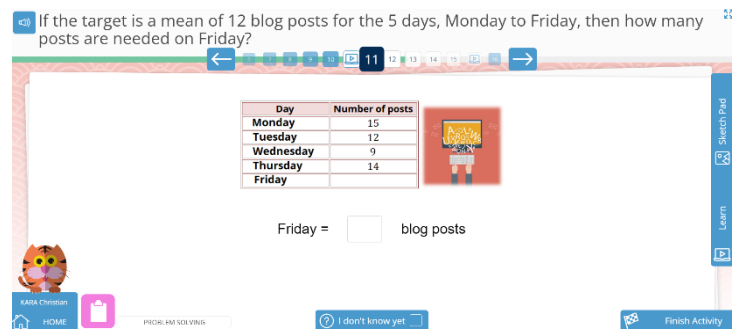 If the target is a mean of 12 blog posts for the 5 days, Monday to Friday, then how many
posts are needed on Friday?
10 11 12 13 14 15
Day Number of posts
Monday 15
Tuesday 12
Wednesday 9
Thursday 14
Friday
Friday = blog posts
Sketch Pad
Learn
KARA Christian
HOME
PROBLEM SOLVING
? I don't know yet
Finish Activity